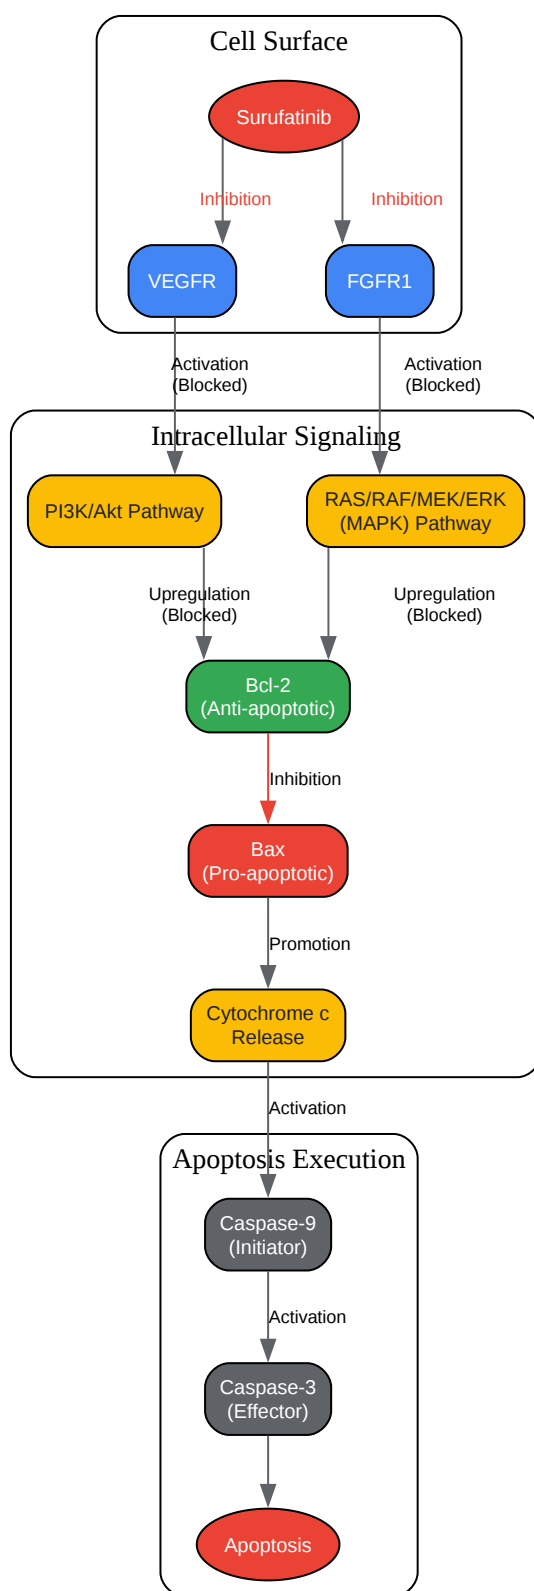 Cell Surface
Surufatinib
Inhibition
Inhibition
VEGFR
FGFR1
Activation
(Blocked)
Activation
(Blocked)
Intracellular Signaling
PI3K/Akt Pathway
RAS/RAF/MEK/ERK
(MAPK) Pathway
Upregulation
(Blocked)
Upregulation
(Blocked)
Bcl-2
(Anti-apoptotic)
Inhibition
Bax
(Pro-apoptotic)
Promotion
Cytochrome c
Release
Activation
Apoptosis Execution
Caspase-9
(Initiator)
Activation
Caspase-3
(Effector)
Apoptosis